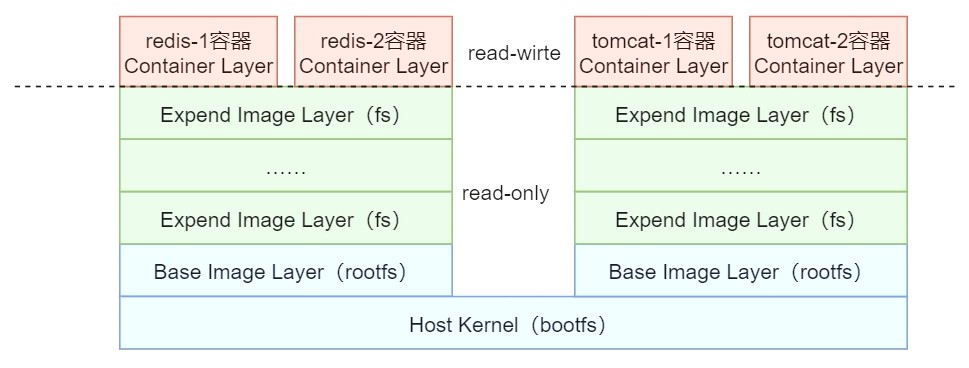 redis-1容器
Container Layer
redis-2容器
Container Layer
read-wirte
tomcat-1容器
Container Layer
tomcat-2容器
Container Layer
Expend Image Layer（fs）
Expend Image Layer（fs）
……
……
read-only
Expend Image Layer（fs）
Expend Image Layer（fs）
Base Image Layer（rootfs）
Base Image Layer（rootfs）
Host Kernel（bootfs）